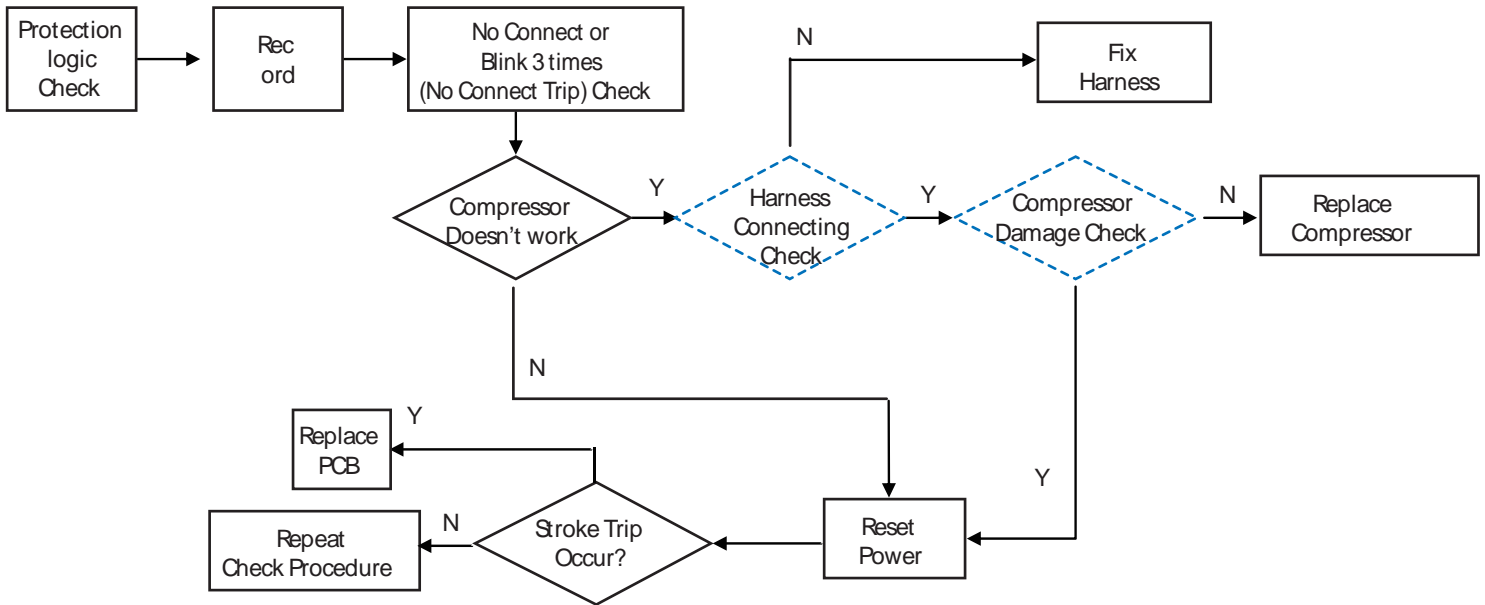 Protection
logic
Check
Rec
ord
No Connect or
Blink 3 times
(No Connect Trip) Check
N
Fix
Harness
Compressor
Doesn't work
Y
Harness
Connecting
Check
Y
Compressor
Damage Check
N
Replace
Compressor
N
Y
Replace
PCB
Y
Repeat
Check Procedure
N
Stroke Trip
Occur?
Reset
Power